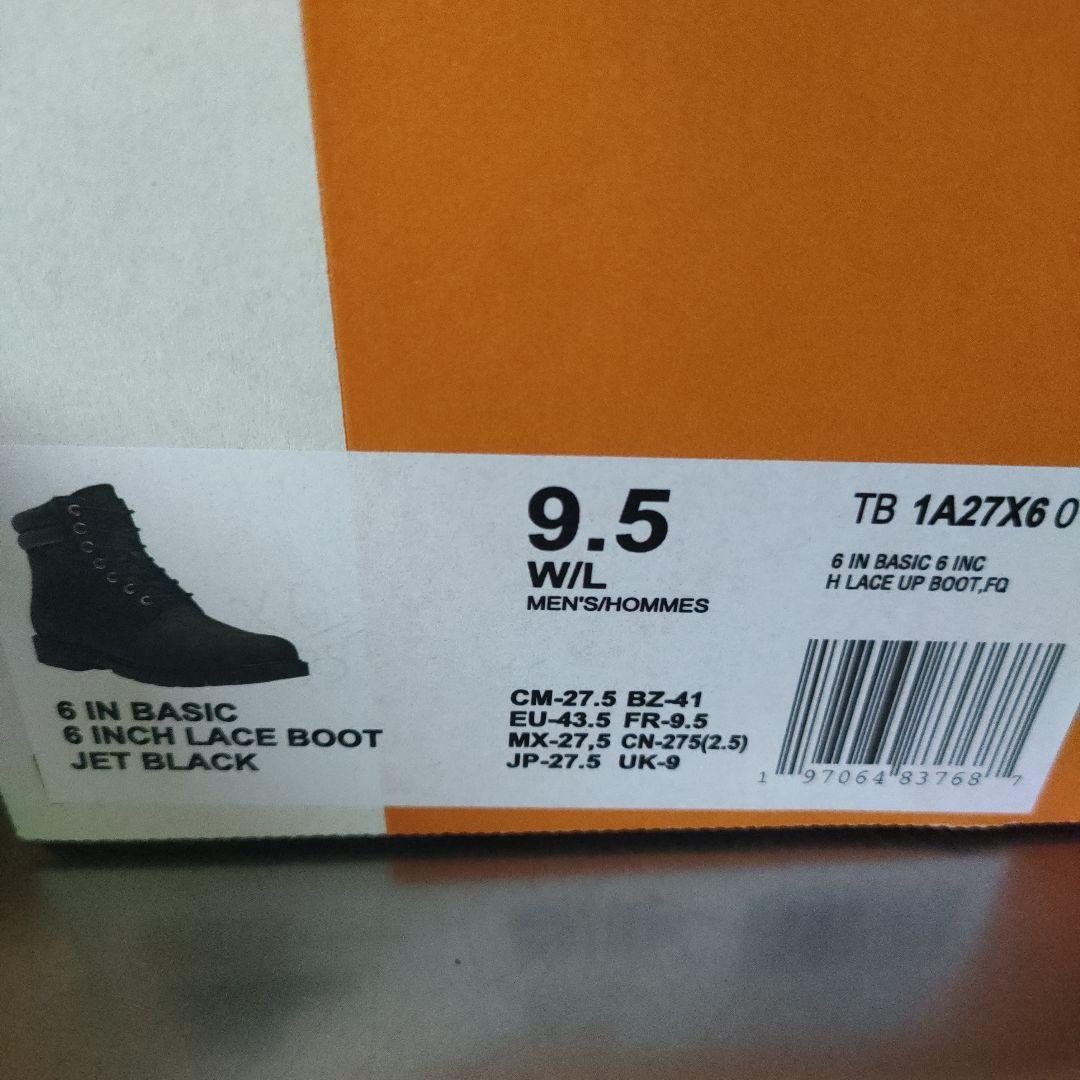 9.5
W/L
MEN'S/HOMMES
TB 1A27X6 0
6 IN BASIC 6 INC
H LACE UP BOOT,FQ
6 IN BASIC
6 INCH LACE BOOT
JET BLACK
CM-27.5 BZ-41
EU-43.5 FR-9.5
MX-27,5 CN-275(2.5)
JP-27.5 UK-9
1 97064 83768 7